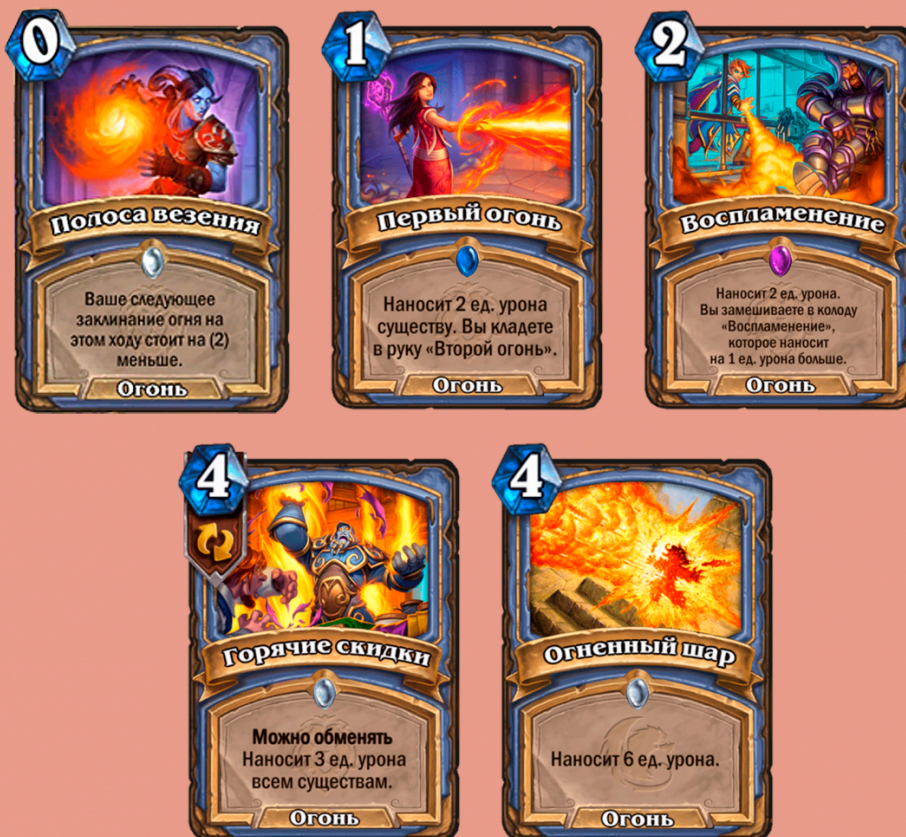 0
Полоса везения
Ваше следующее
заклинание огня на
этом ходу стоит на (2)
меньше.
Огонь
1
Первый огонь
Наносит 2 ед. урона
существу. Вы кладете
в руку «Второй огонь».
Огонь
2
Воспламенение
Наносит 2 ед. урона.
Вы замешиваете в колоду
«Воспламенение»,
которое наносит
на 1 ед. урона больше.
Огонь
4
Горячие скидки
Можно обменять
Наносит 3 ед. урона
всем существам.
Огонь
4
Огненный шар
Наносит 6 ед. урона.
Огонь